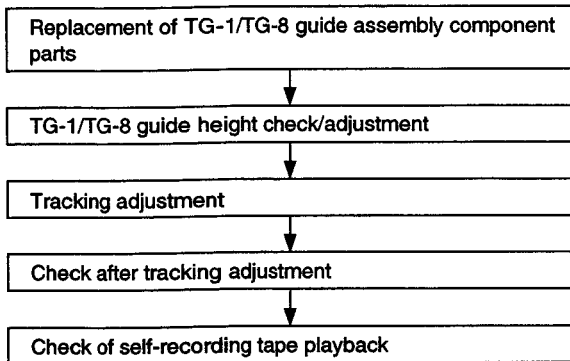 Replacement of TG-1/TG-8 guide assembly component
parts
TG-1/TG-8 guide height check/adjustment
Tracking adjustment
Check after tracking adjustment
Check of self-recording tape playback